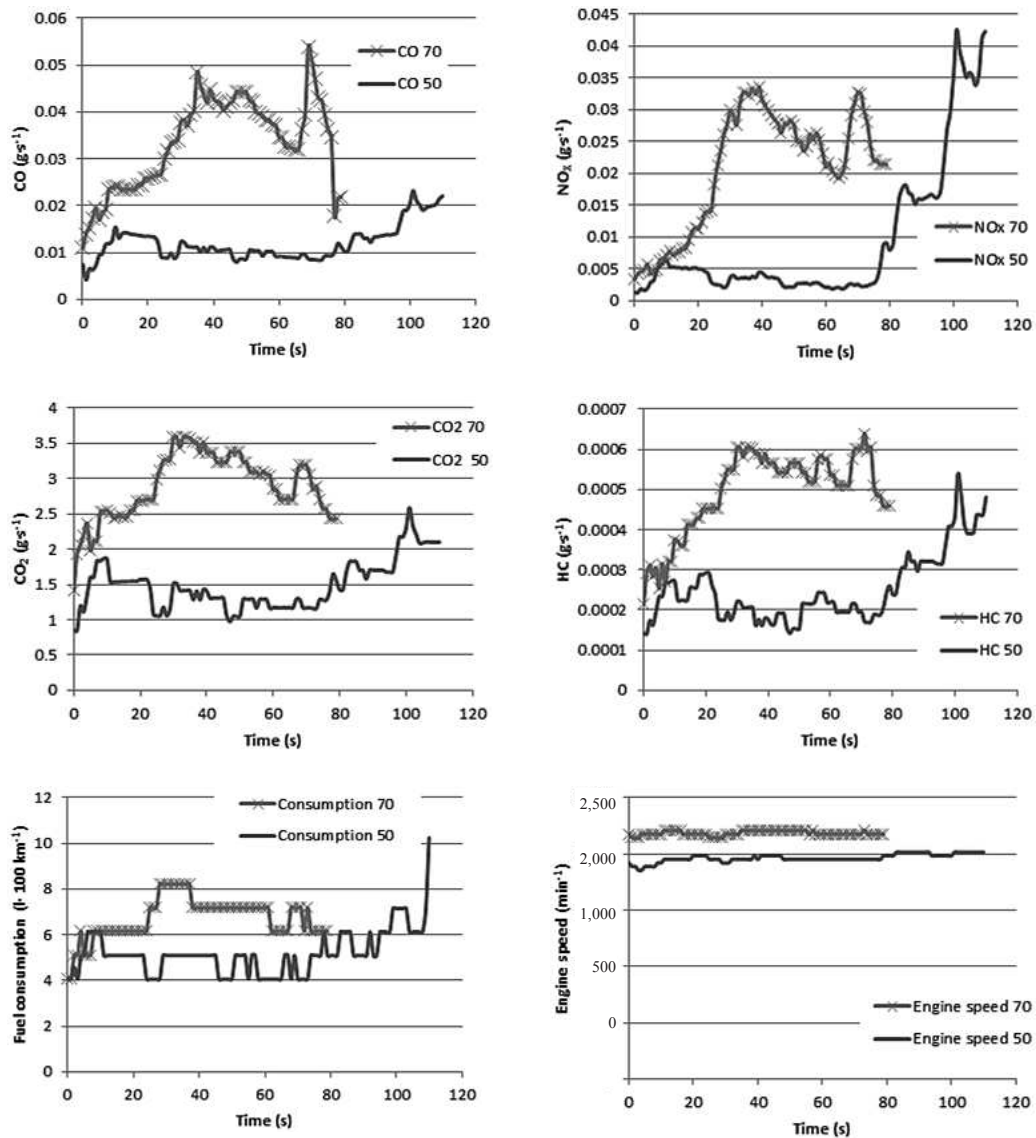 0.06
0.05
0.04
0.03
0.02
0.01
0
CO (g·s⁻¹)
CO 70
CO 50
0 20 40 60 80 100 120
Time (s)
0.045
0.04
0.035
0.03
0.025
0.02
0.015
0.01
0.005
0
NOₓ (g·s⁻¹)
NOx 70
NOx 50
0 20 40 60 80 100 120
Time (s)
4
3.5
3
2.5
2
1.5
1
0.5
0
CO₂ (g·s⁻¹)
CO2 70
CO2 50
0 20 40 60 80 100 120
Time (s)
0.0007
0.0006
0.0005
0.0004
0.0003
0.0002
0.0001
0
HC (g·s⁻¹)
HC 70
HC 50
0 20 40 60 80 100 120
Time (s)
12
10
8
6
4
2
0
Fuel consumption (l· 100 km⁻¹)
Consumption 70
Consumption 50
0 20 40 60 80 100 120
Time (s)
2,500
2,000
1,000
500
0
Engine speed (min⁻¹)
Engine speed 70
Engine speed 50
0 20 40 60 80 100 120
Time (s)